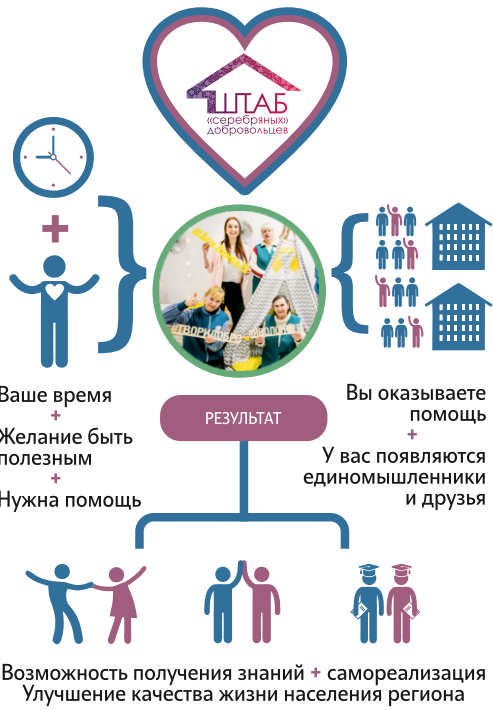 ШТАБ
«серебряных»
добровольцев
#ТВОРИДОБРО
Ваше время
+
Желание быть
полезным
+
Нужна помощь
РЕЗУЛЬТАТ
Вы оказываете
помощь
+
У вас появляются
единомышленники
и друзья
Возможность получения знаний + самореализация
Улучшение качества жизни населения региона